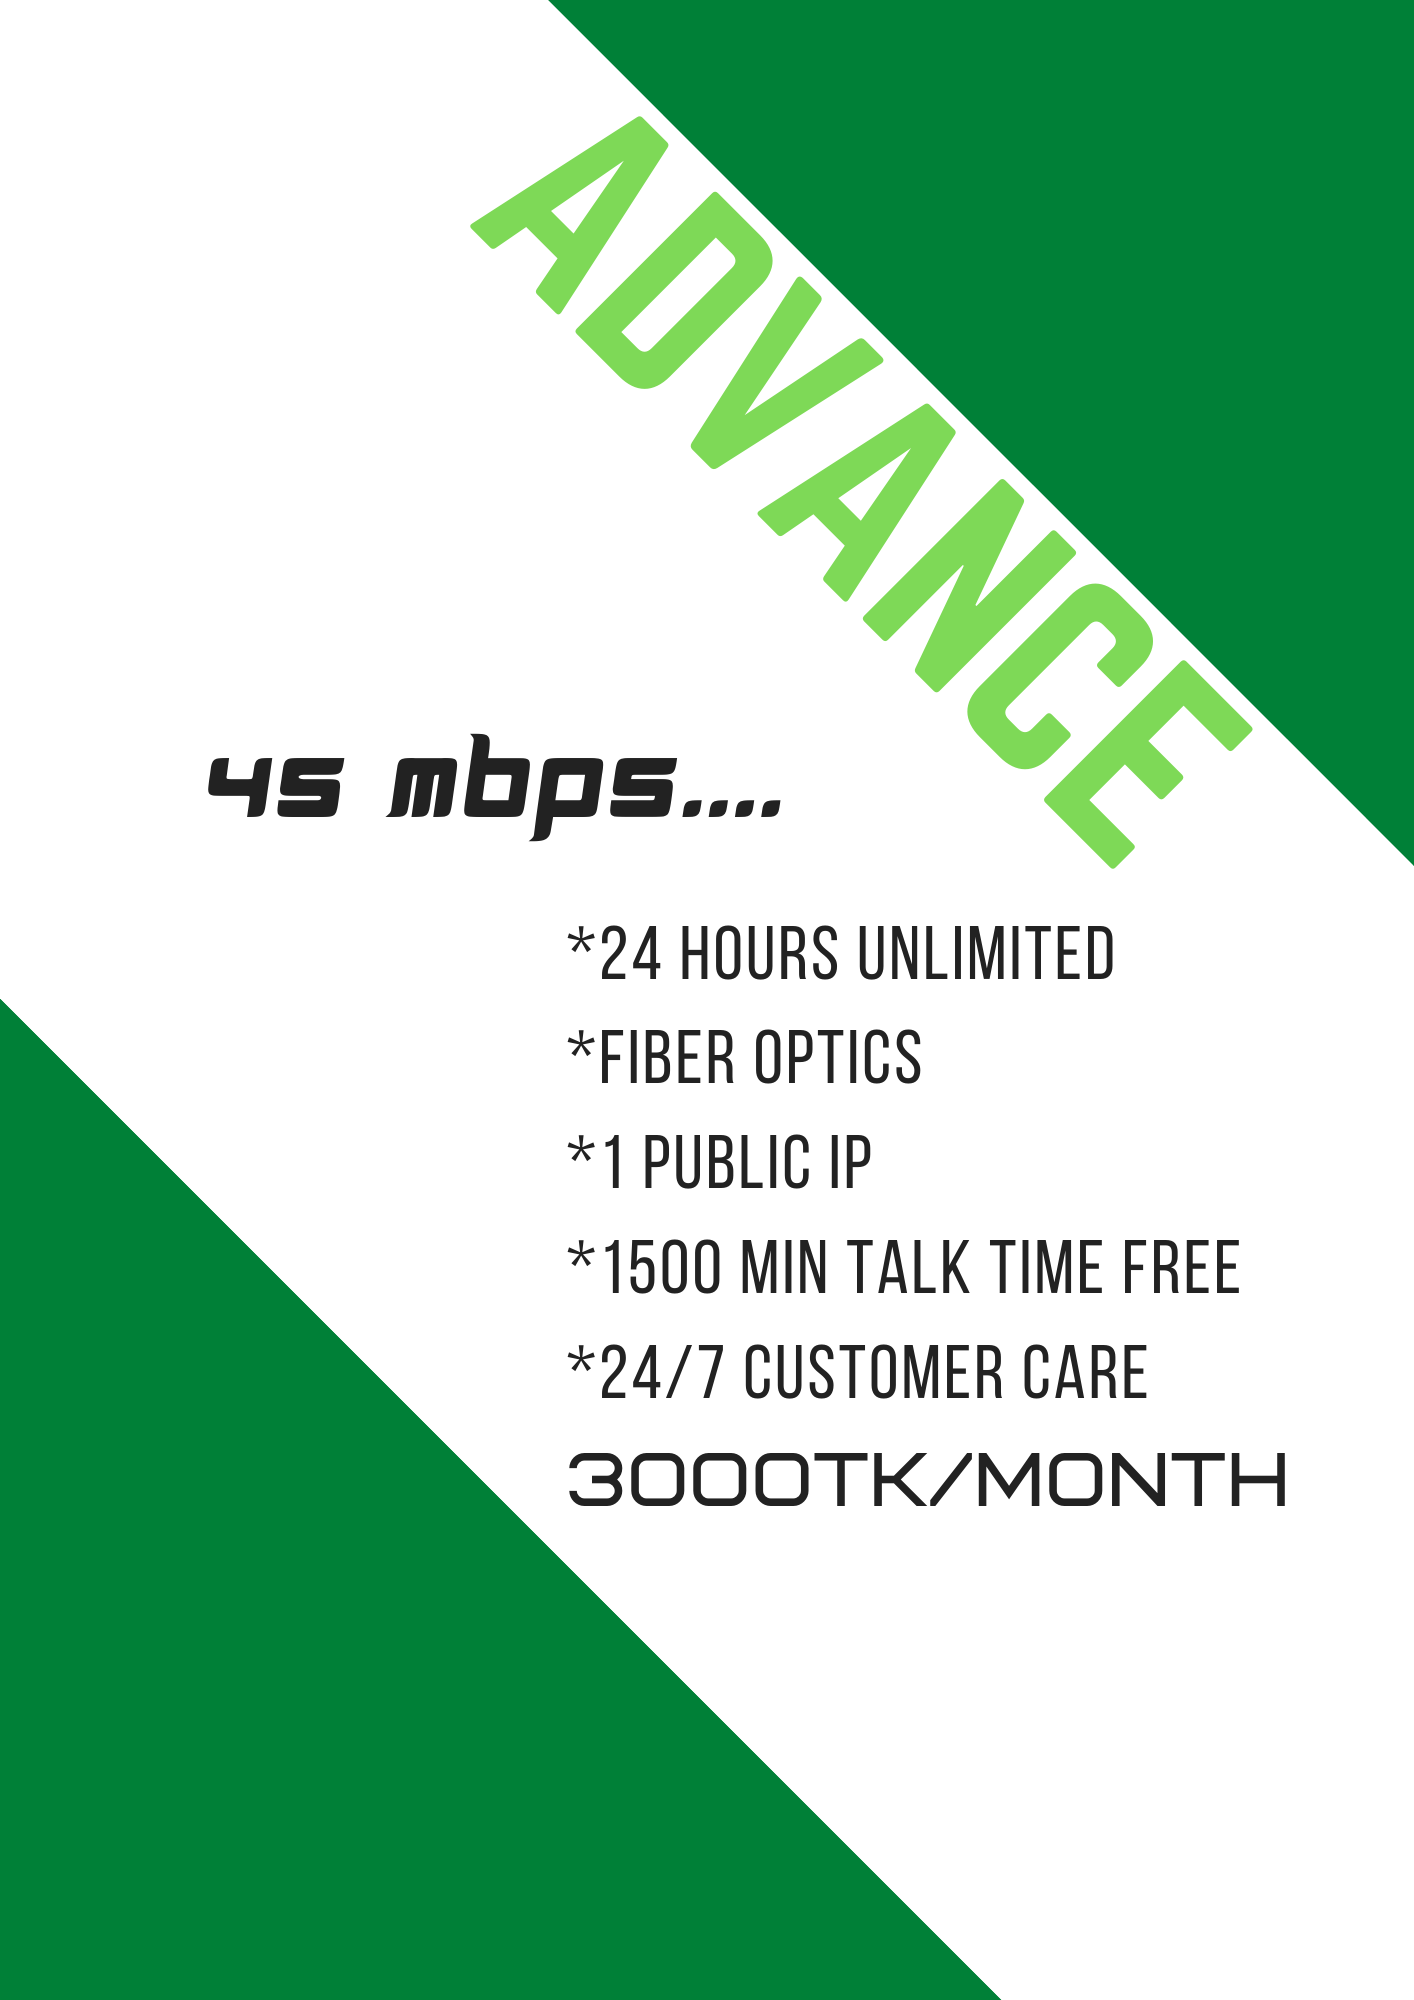 ADVANCE
45 mbps....
*24 HOURS UNLIMITED
*FIBER OPTICS
*1 PUBLIC IP
*1500 MIN TALK TIME FREE
*24/7 CUSTOMER CARE
3000TK/MONTH